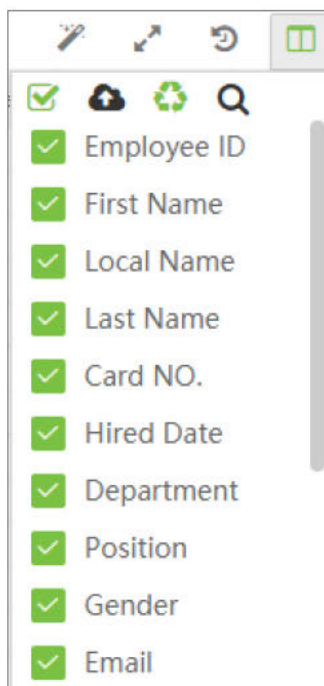 Employee ID
First Name
Local Name
Last Name
Card NO.
Hired Date
Department
Position
Gender
Email